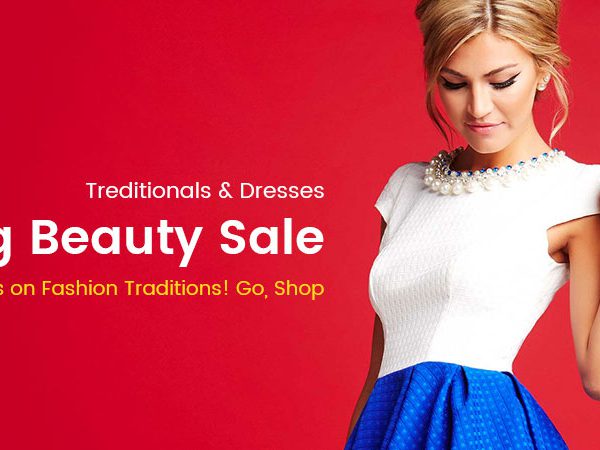 Treditionals & Dresses
g Beauty Sale
s on Fashion Traditions! Go, Shop